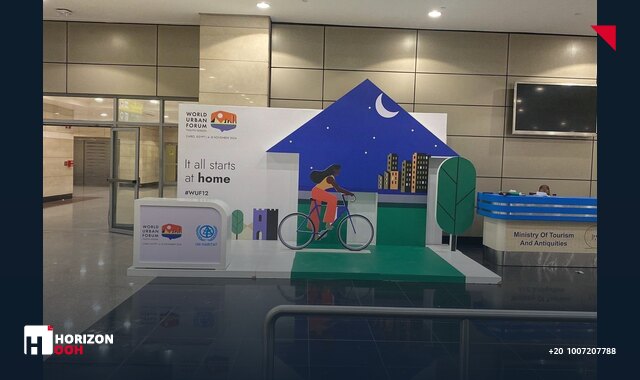 WORLD
URBAN
FORUM
It all starts
at home
#WUF12
WORLD
URBAN
FORUM
UN HABITAT
Ministry Of Tourism
And Antiquities
HORIZON
OOH
+20 1007207788